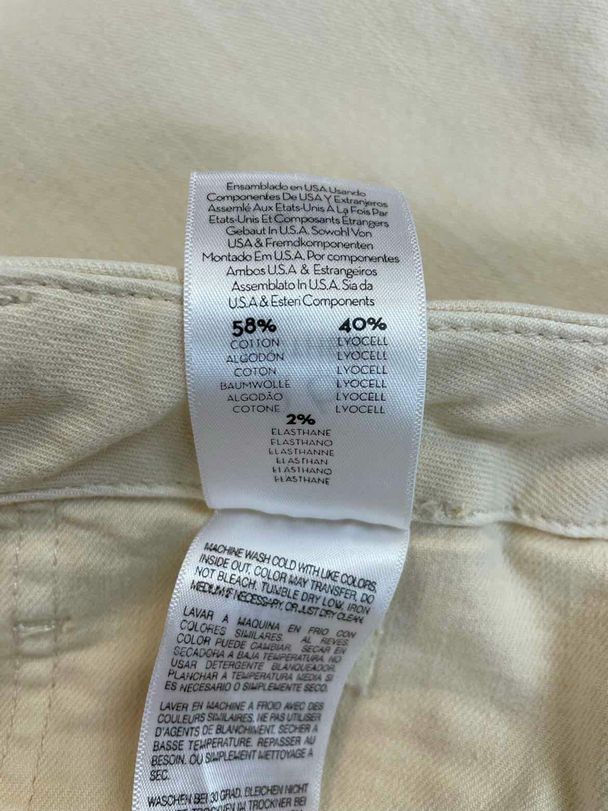 Ensamblado en USA Usando
Componentes De USA Y Extranjeros
Assemlé Aux Etats-Unis À La Fois Par
Etats-Unis Et Composants Étrangers
Gebaut In U.S.A. Sowohl Von
USA & Fremdkomponenten
Montado Em U.S.A. Por componentes
Ambos U.S.A & Estrangeiros
Assemblato In U.S.A. Sia da
U.S.A & Esteri Components
58% 40%
COTTON LYOCELL
ALGODÓN LYOCELL
COTON LYOCELL
BAUMWOLLE LYOCELL
ALGODÃO LYOCELL
COTONE LYOCELL
2%
ELASTHANE
ELASTHANO
ELASTHANNE
ELASTHAN
ELASTHANO
ELASTHANE
MACHINE WASH COLD WITH LIKE COLORS,
INSIDE OUT. COLOR MAY TRANSFER. DO
NOT BLEACH. TUMBLE DRY LOW. IRON
MEDIUM IF NECESSARY OR JUST DRY CLEAN.
LAVAR A MAQUINA EN FRIO CON
COLORES SIMILARES, AL REVES.
COLOR PUEDE CAMBIAR. SECAR EN
SECADORA A BAJA TEMPERATURA. NO
USAR DETERGENTE BLANQUEADOR.
PLANCHAR A TEMPERATURA MEDIA SI
ES NECESARIO O SIMPLEMENTE SECO.
LAVER EN MACHINE A FROID AVEC DES
COULEURS SIMILAIRES. NE PAS UTILISER
D'AGENTS DE BLANCHIMENT. SECHER A
BASSE TEMPERATURE. REPASSER AU
BESOIN. OU SIMPLEMENT NETTOYAGE A
SEC.
WASCHEN BEI 30 GRAD. BLEICHEN NICHT
TROCKNEN IM TROCKNER BEI